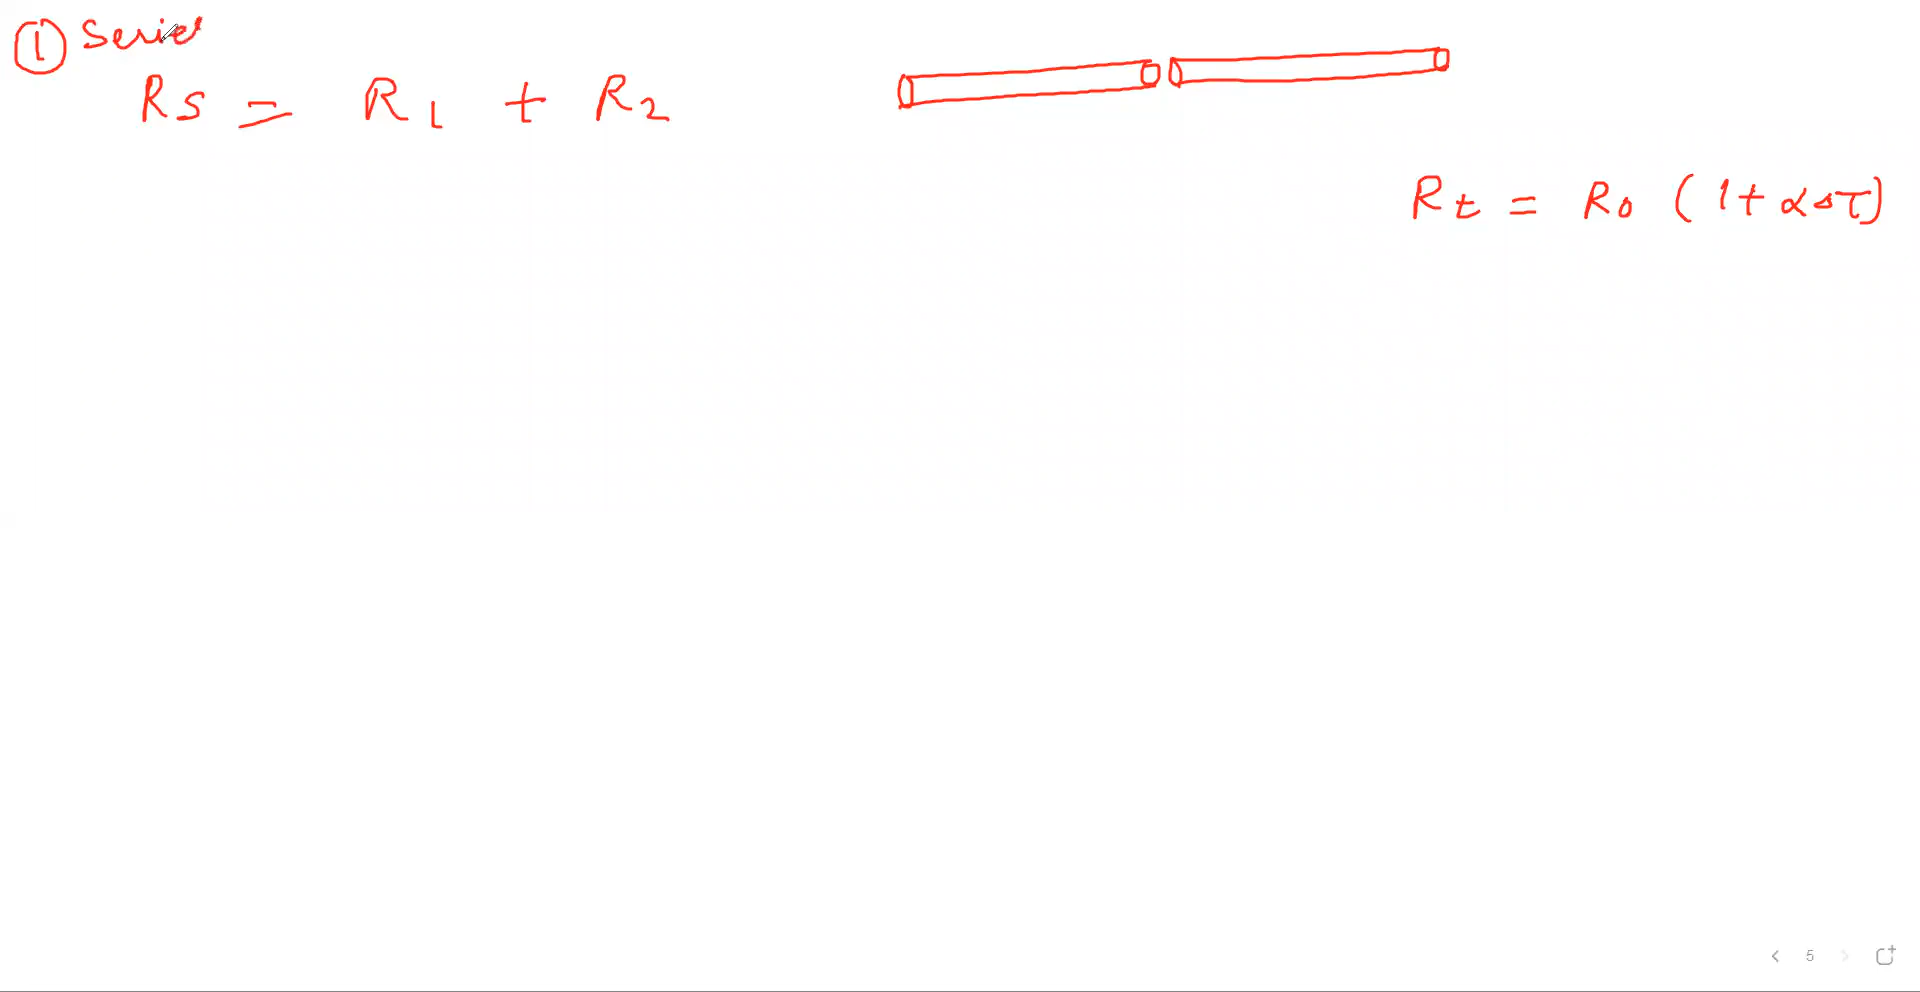 ① Series
Rs = R1 + R2
Rt = R0 (1+α△T)
5